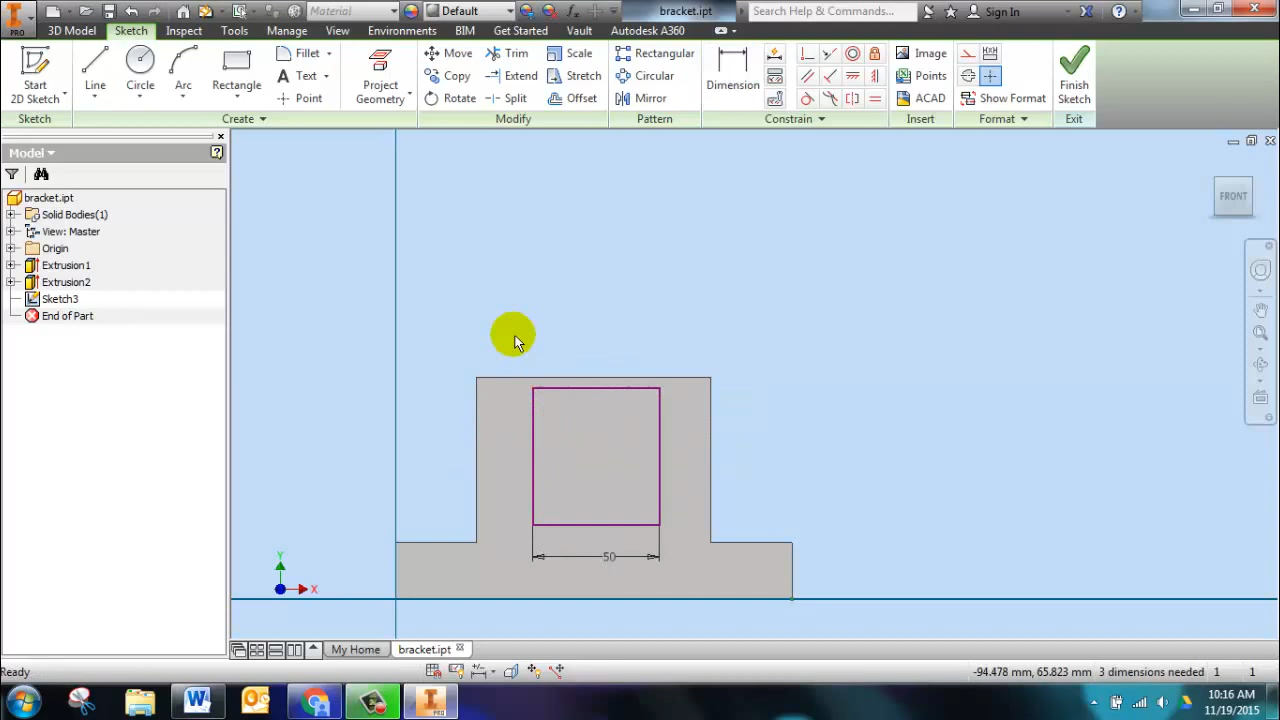 Material Default fx bracket.ipt Search Help & Commands... Sign In
PRO 3D Model Sketch Inspect Tools Manage View Environments BIM Get Started Vault Autodesk A360
Start 2D Sketch Line Circle Arc Rectangle Fillet Text Point Project Geometry Move Copy Rotate Trim Extend Split Scale Stretch Offset Rectangular Circular Mirror Dimension Image Points ACAD Show Format Finish Sketch
Sketch Create Modify Pattern Constrain Insert Format Exit
Model
bracket.ipt
Solid Bodies(1)
View: Master
Origin
Extrusion1
Extrusion2
Sketch3
End of Part
FRONT
50
Y
X
My Home bracket.ipt
Ready -94.478 mm, 65.823 mm 3 dimensions needed 1 1
10:16 AM
11/19/2015